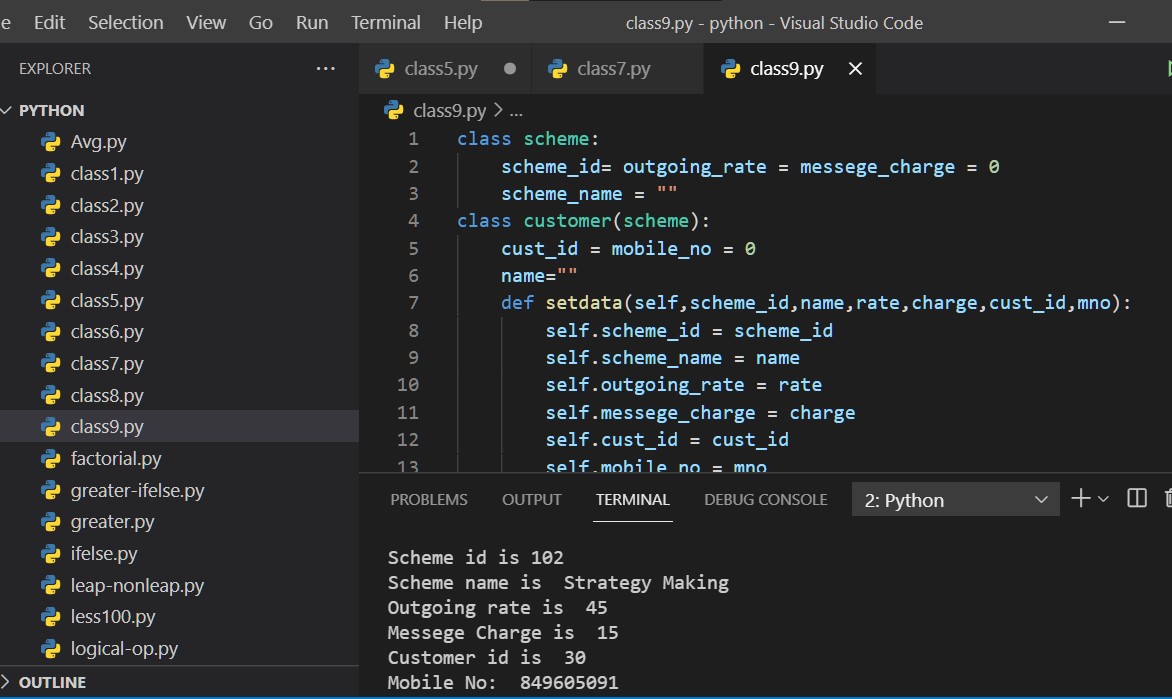 e Edit Selection View Go Run Terminal Help class9.py - python - Visual Studio Code
EXPLORER ···
PYTHON
Avg.py
class1.py
class2.py
class3.py
class4.py
class5.py
class6.py
class7.py
class8.py
class9.py
factorial.py
greater-ifelse.py
greater.py
ifelse.py
leap-nonleap.py
less100.py
logical-op.py
OUTLINE
class5.py class7.py class9.py
class9.py > ...
1 class scheme:
2     scheme_id= outgoing_rate = messege_charge = 0
3     scheme_name = ""
4 class customer(scheme):
5     cust_id = mobile_no = 0
6     name=""
7     def setdata(self,scheme_id,name,rate,charge,cust_id,mno):
8         self.scheme_id = scheme_id
9         self.scheme_name = name
10         self.outgoing_rate = rate
11         self.messege_charge = charge
12         self.cust_id = cust_id
13         self.mobile_no = mno
PROBLEMS OUTPUT TERMINAL DEBUG CONSOLE 2: Python
Scheme id is 102
Scheme name is  Strategy Making
Outgoing rate is  45
Messege Charge is  15
Customer id is  30
Mobile No:  849605091